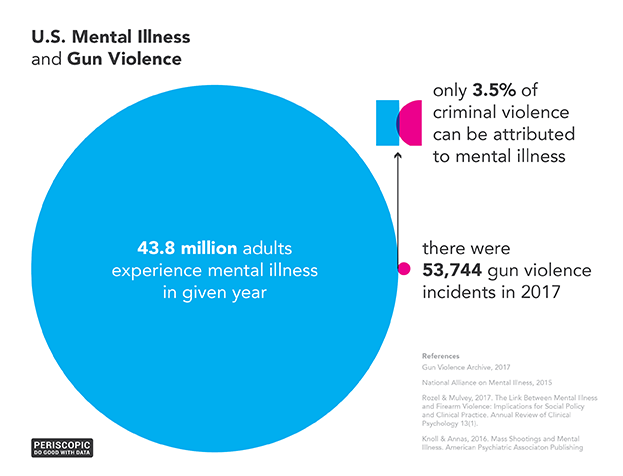 U.S. Mental Illness
and Gun Violence
only 3.5% of
criminal violence
can be attributed
to mental illness
43.8 million adults
experience mental illness
in given year
there were
53,744 gun violence
incidents in 2017
References
Gun Violence Archive, 2017
National Alliance on Mental Illness, 2015
Rozel & Mulvey, 2017. The Link Between Mental Illness
and Firearm Violence: Implications for Social Policy
and Clinical Practice. Annual Review of Clinical
Psychology 13(1).
Knoll & Annas, 2016. Mass Shootings and Mental
Illness. American Psychiatric Associaton Publishing
PERISCOPIC
DO GOOD WITH DATA